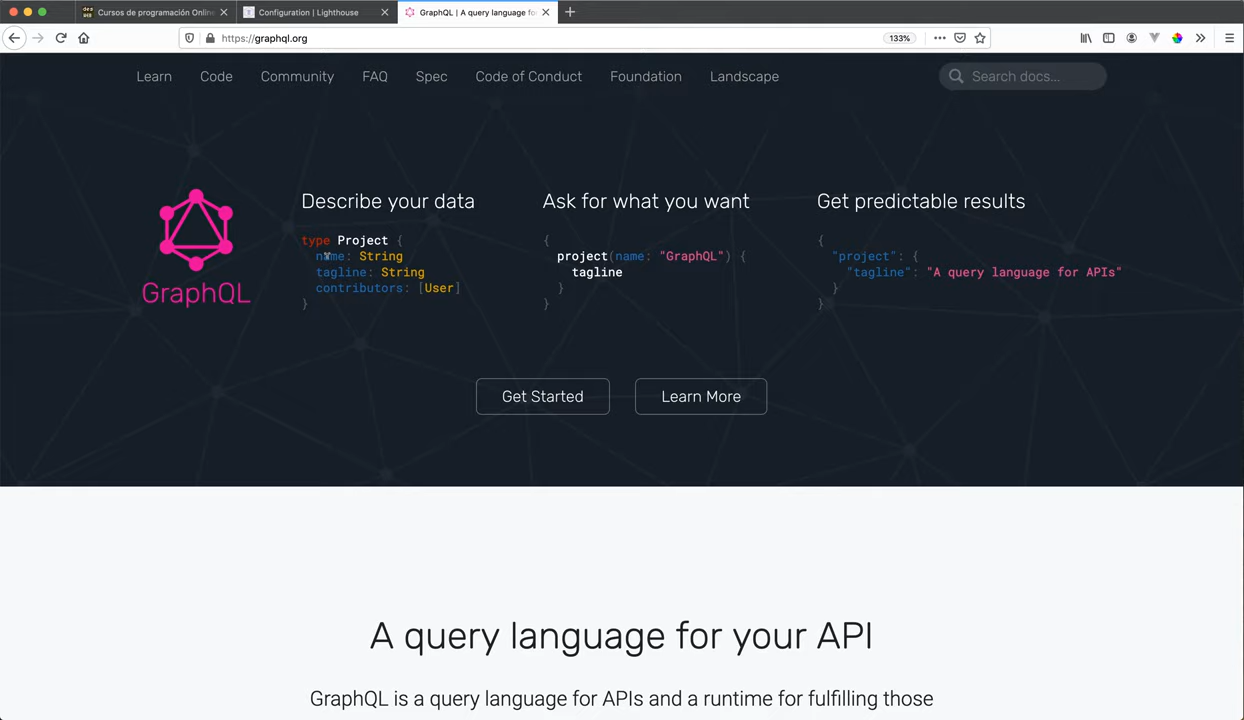 Cursos de programación Online
Configuration | Lighthouse
GraphQL | A query language fo
https://graphql.org
133%
Learn
Code
Community
FAQ
Spec
Code of Conduct
Foundation
Landscape
Search docs...
GraphQL
Describe your data
type Project {
name: String
tagline: String
contributors: [User]
}
Ask for what you want
{
project(name: "GraphQL") {
tagline
}
}
Get predictable results
{
"project": {
"tagline": "A query language for APIs"
}
}
Get Started
Learn More
A query language for your API
GraphQL is a query language for APIs and a runtime for fulfilling those